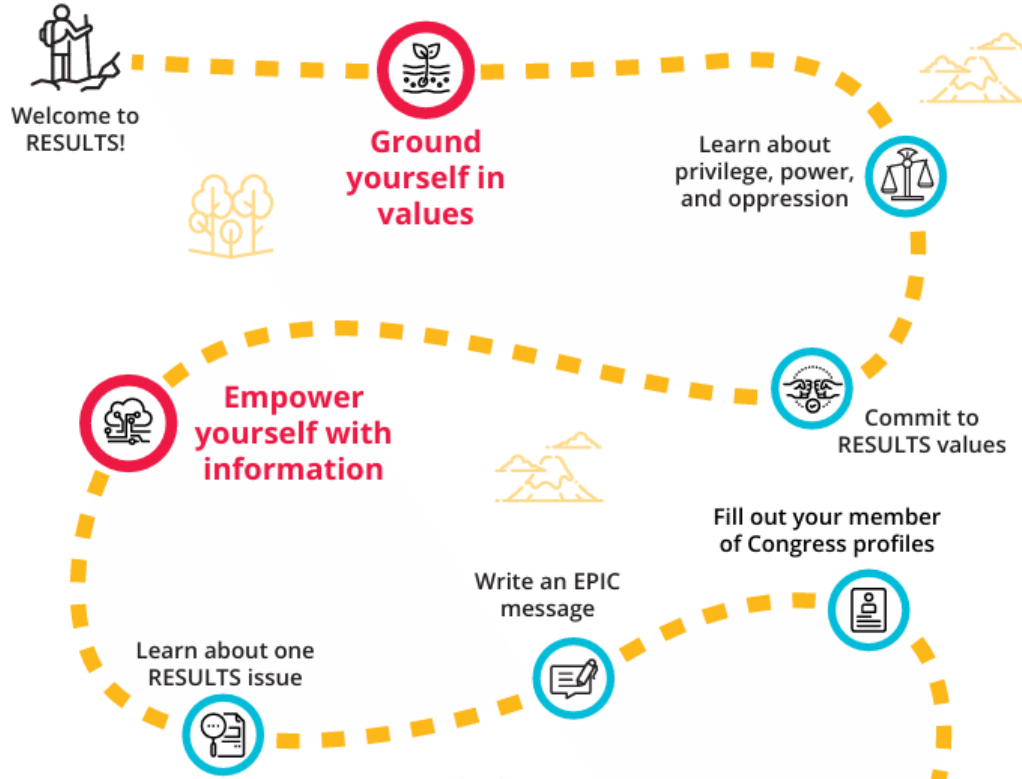 Welcome to
RESULTS!
Ground
yourself in
values
Learn about
privilege, power,
and oppression
Commit to
RESULTS values
Empower
yourself with
information
Learn about one
RESULTS issue
Write an EPIC
message
Fill out your member
of Congress profiles